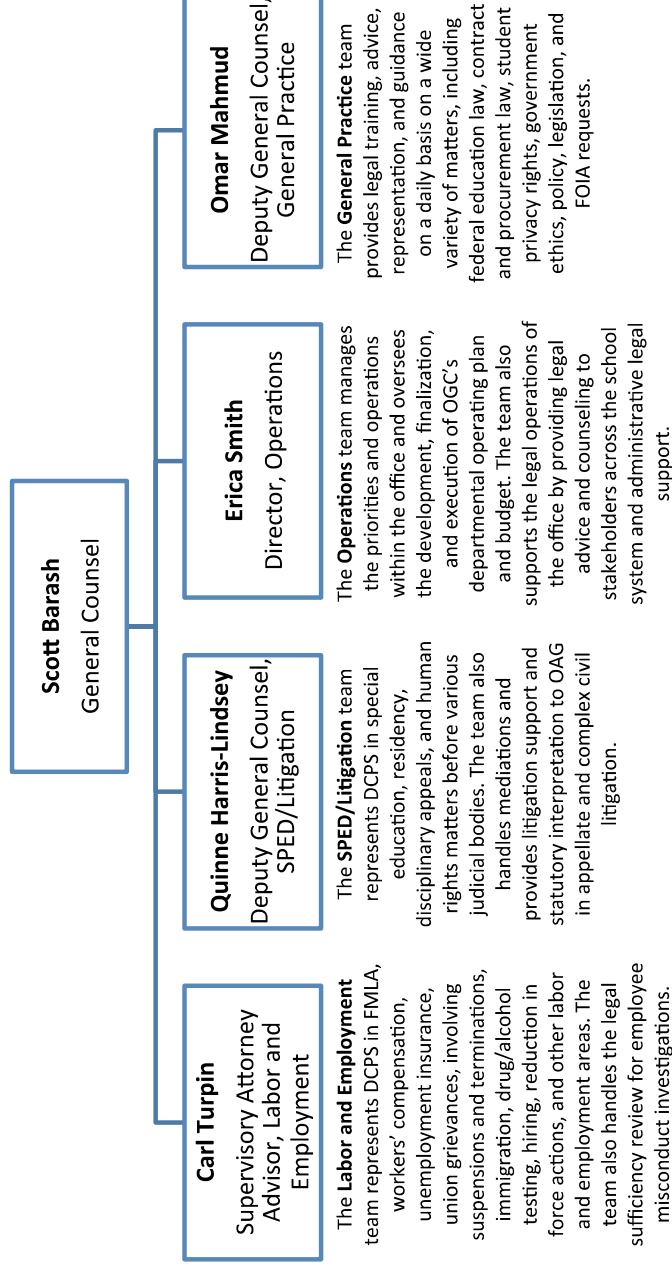 Scott Barash
General Counsel
Carl Turpin
Supervisory Attorney
Advisor, Labor and
Employment
The Labor and Employment
team represents DCPS in FMLA,
workers’ compensation,
unemployment insurance,
union grievances, involving
suspensions and terminations,
immigration, drug/alcohol
testing, hiring, reduction in
force actions, and other labor
and employment areas. The
team also handles the legal
sufficiency review for employee
misconduct investigations.
Quinne Harris-Lindsey
Deputy General Counsel,
SPED/Litigation
The SPED/Litigation team
represents DCPS in special
education, residency,
disciplinary appeals, and human
rights matters before various
judicial bodies. The team also
handles mediations and
provides litigation support and
statutory interpretation to OAG
in appellate and complex civil
litigation.
Erica Smith
Director, Operations
The Operations team manages
the priorities and operations
within the office and oversees
the development, finalization,
and execution of OGC’s
departmental operating plan
and budget. The team also
supports the legal operations of
the office by providing legal
advice and counseling to
stakeholders across the school
system and administrative legal
support.
Omar Mahmud
Deputy General Counsel,
General Practice
The General Practice team
provides legal training, advice,
representation, and guidance
on a daily basis on a wide
variety of matters, including
federal education law, contract
and procurement law, student
privacy rights, government
ethics, policy, legislation, and
FOIA requests.